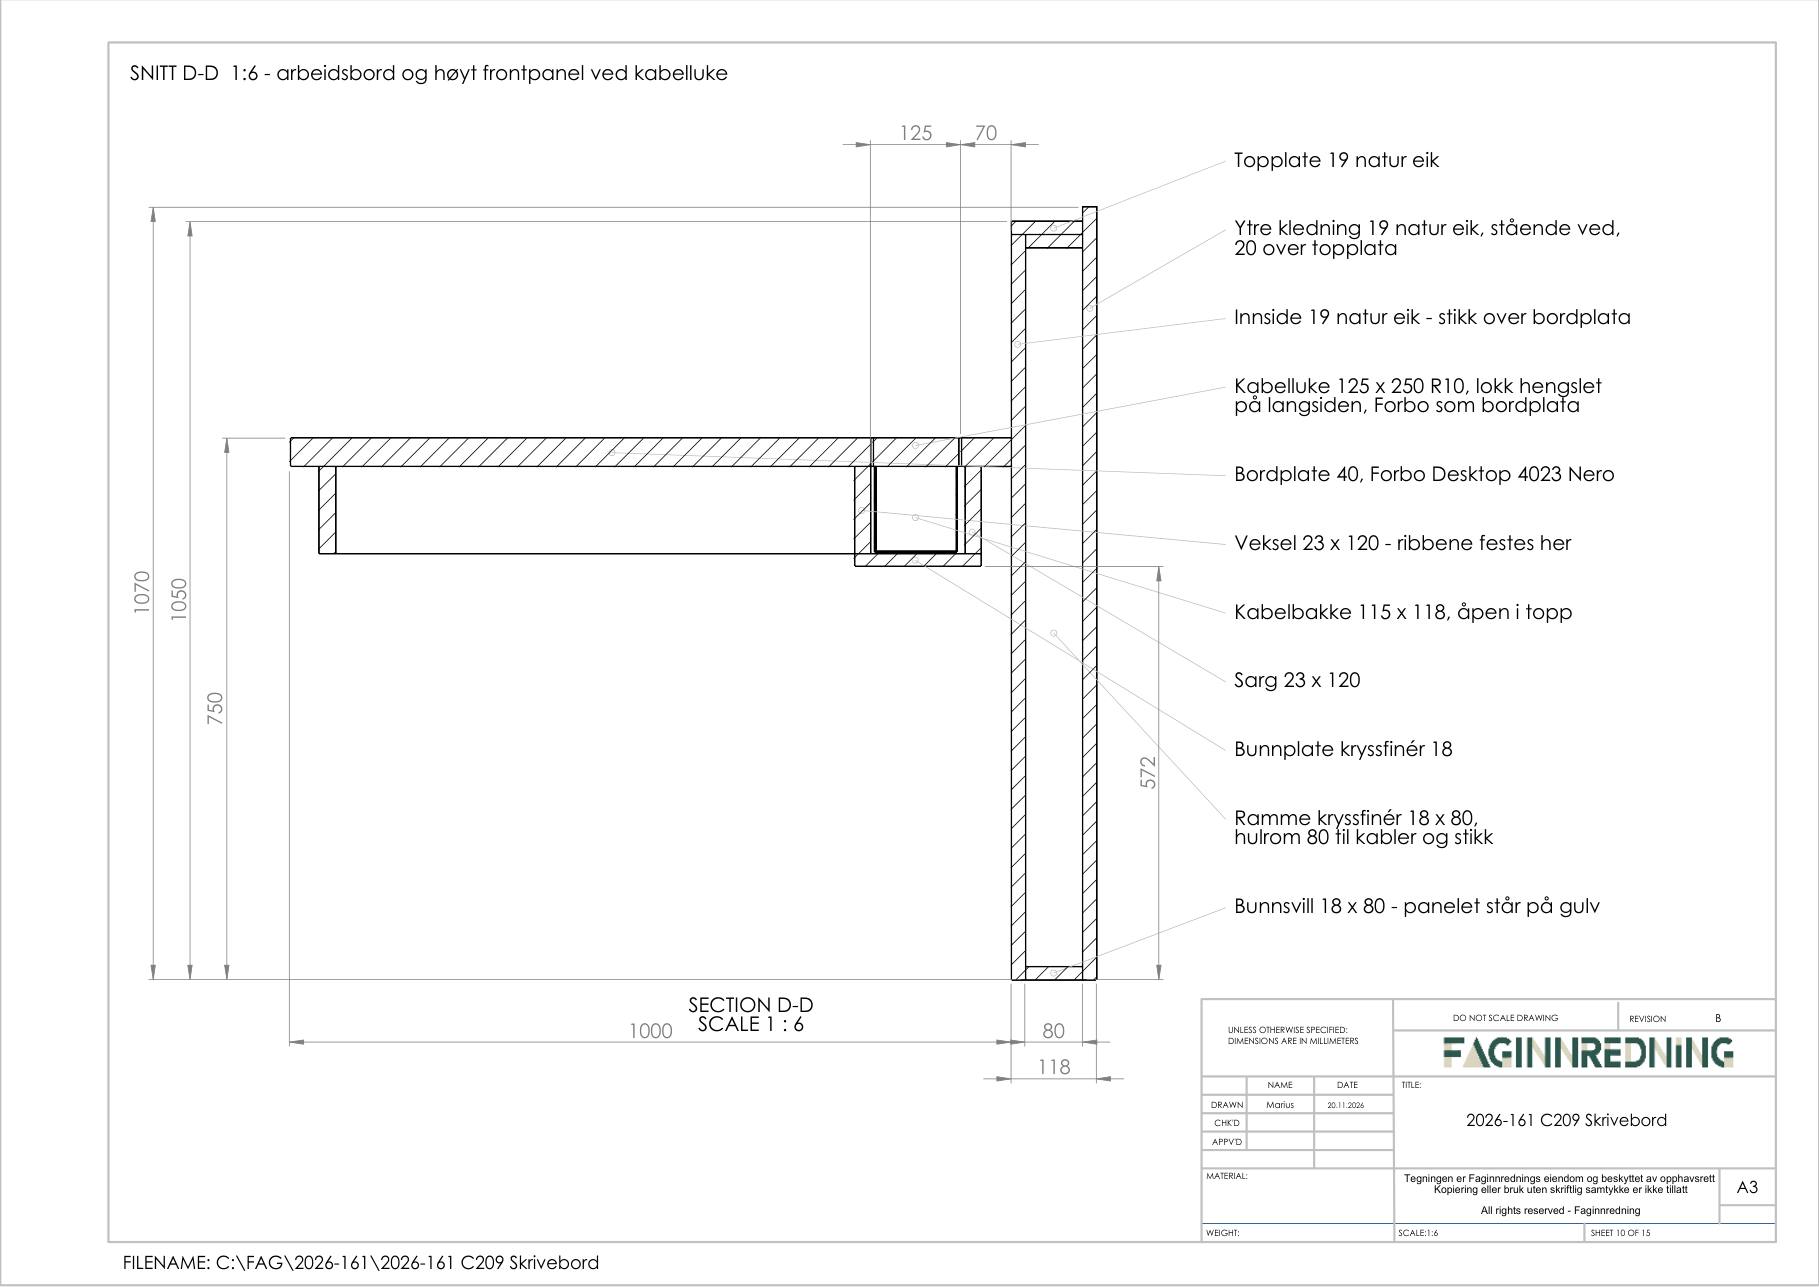 SNITT D-D  1:6 - arbeidsbord og høyt frontpanel ved kabelluke
125
70
Topplate 19 natur eik
Ytre kledning 19 natur eik, stående ved,
20 over topplata
Innside 19 natur eik - stikk over bordplata
Kabelluke 125 x 250 R10, lokk hengslet
på langsiden, Forbo som bordplata
Bordplate 40, Forbo Desktop 4023 Nero
Veksel 23 x 120 - ribbene festes her
Kabelbakke 115 x 118, åpen i topp
Sarg 23 x 120
Bunnplate kryssfinér 18
Ramme kryssfinér 18 x 80,
hulrom 80 til kabler og stikk
Bunnsvill 18 x 80 - panelet står på gulv
1070
1050
750
572
SECTION D-D
SCALE 1 : 6
1000
80
118
UNLESS OTHERWISE SPECIFIED:
DIMENSIONS ARE IN MILLIMETERS
DO NOT SCALE DRAWING
REVISION
B
FAGINNREDNING
NAME
DATE
TITLE:
DRAWN
Marius
20.11.2026
CHK'D
APPV'D
2026-161 C209 Skrivebord
MATERIAL:
Tegningen er Faginnrednings eiendom og beskyttet av opphavsrett
Kopiering eller bruk uten skriftlig samtykke er ikke tillatt
All rights reserved - Faginnredning
A3
WEIGHT:
SCALE:1:6
SHEET 10 OF 15
FILENAME: C:\FAG\2026-161\2026-161 C209 Skrivebord